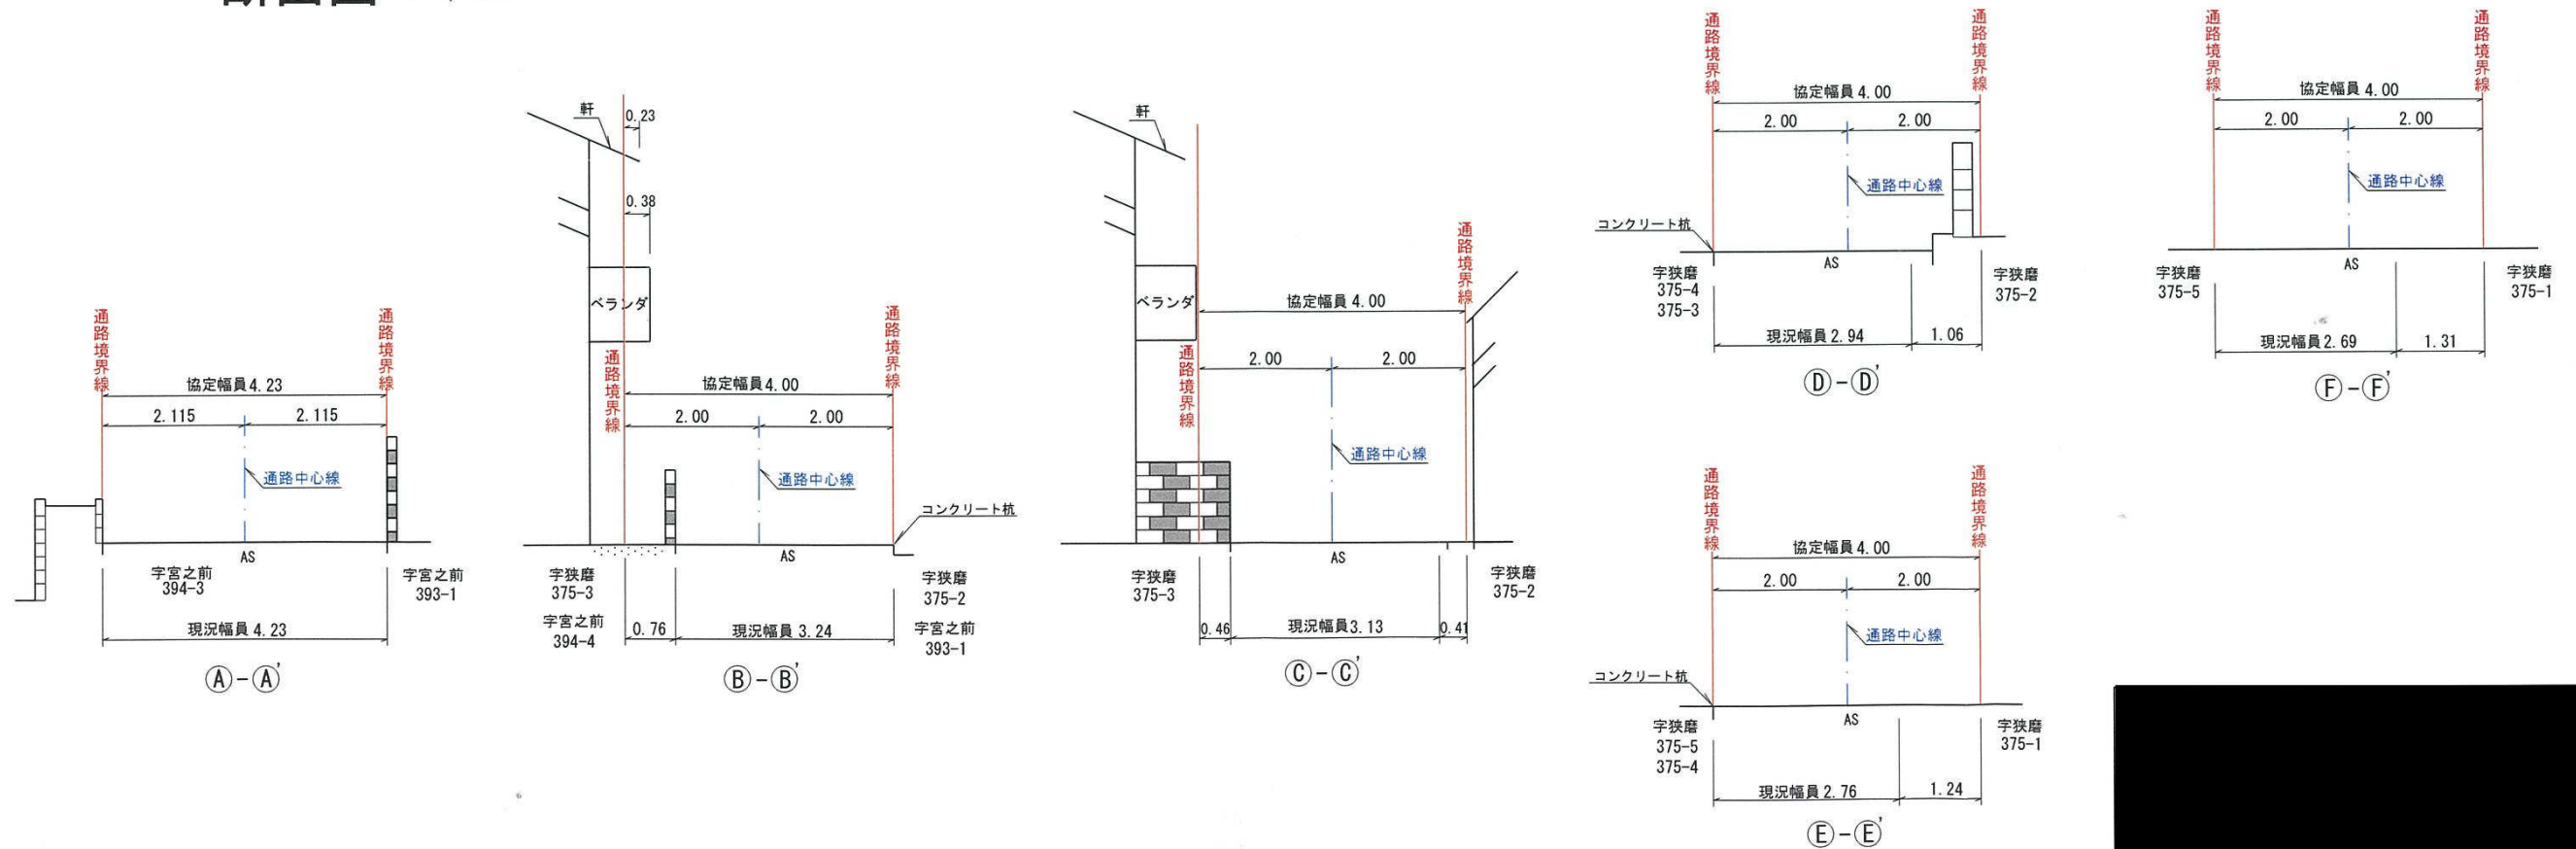 通路境界線
通路境界線
協定幅員4.23
2.115
2.115
通路中心線
AS
字宮之前
394-3
字宮之前
393-1
現況幅員4.23
Ⓐ-Ⓐ'
軒
0.23
0.38
ベランダ
通路境界線
通路境界線
協定幅員4.00
2.00
2.00
通路中心線
コンクリート杭
AS
字狭磨
375-3
字宮之前
394-4
字狭磨
375-2
字宮之前
393-1
0.76
現況幅員3.24
Ⓑ-Ⓑ'
軒
ベランダ
通路境界線
通路境界線
協定幅員4.00
2.00
2.00
通路中心線
AS
字狭磨
375-3
字狭磨
375-2
0.46
現況幅員3.13
0.41
Ⓒ-Ⓒ'
通路境界線
通路境界線
協定幅員4.00
2.00
2.00
通路中心線
コンクリート杭
AS
字狭磨
375-4
375-3
字狭磨
375-2
現況幅員2.94
1.06
Ⓓ-Ⓓ'
通路境界線
通路境界線
協定幅員4.00
2.00
2.00
通路中心線
コンクリート杭
AS
字狭磨
375-5
375-4
字狭磨
375-1
現況幅員2.76
1.24
Ⓔ-Ⓔ'
通路境界線
通路境界線
協定幅員4.00
2.00
2.00
通路中心線
AS
字狭磨
375-5
字狭磨
375-1
現況幅員2.69
1.31
Ⓕ-Ⓕ'